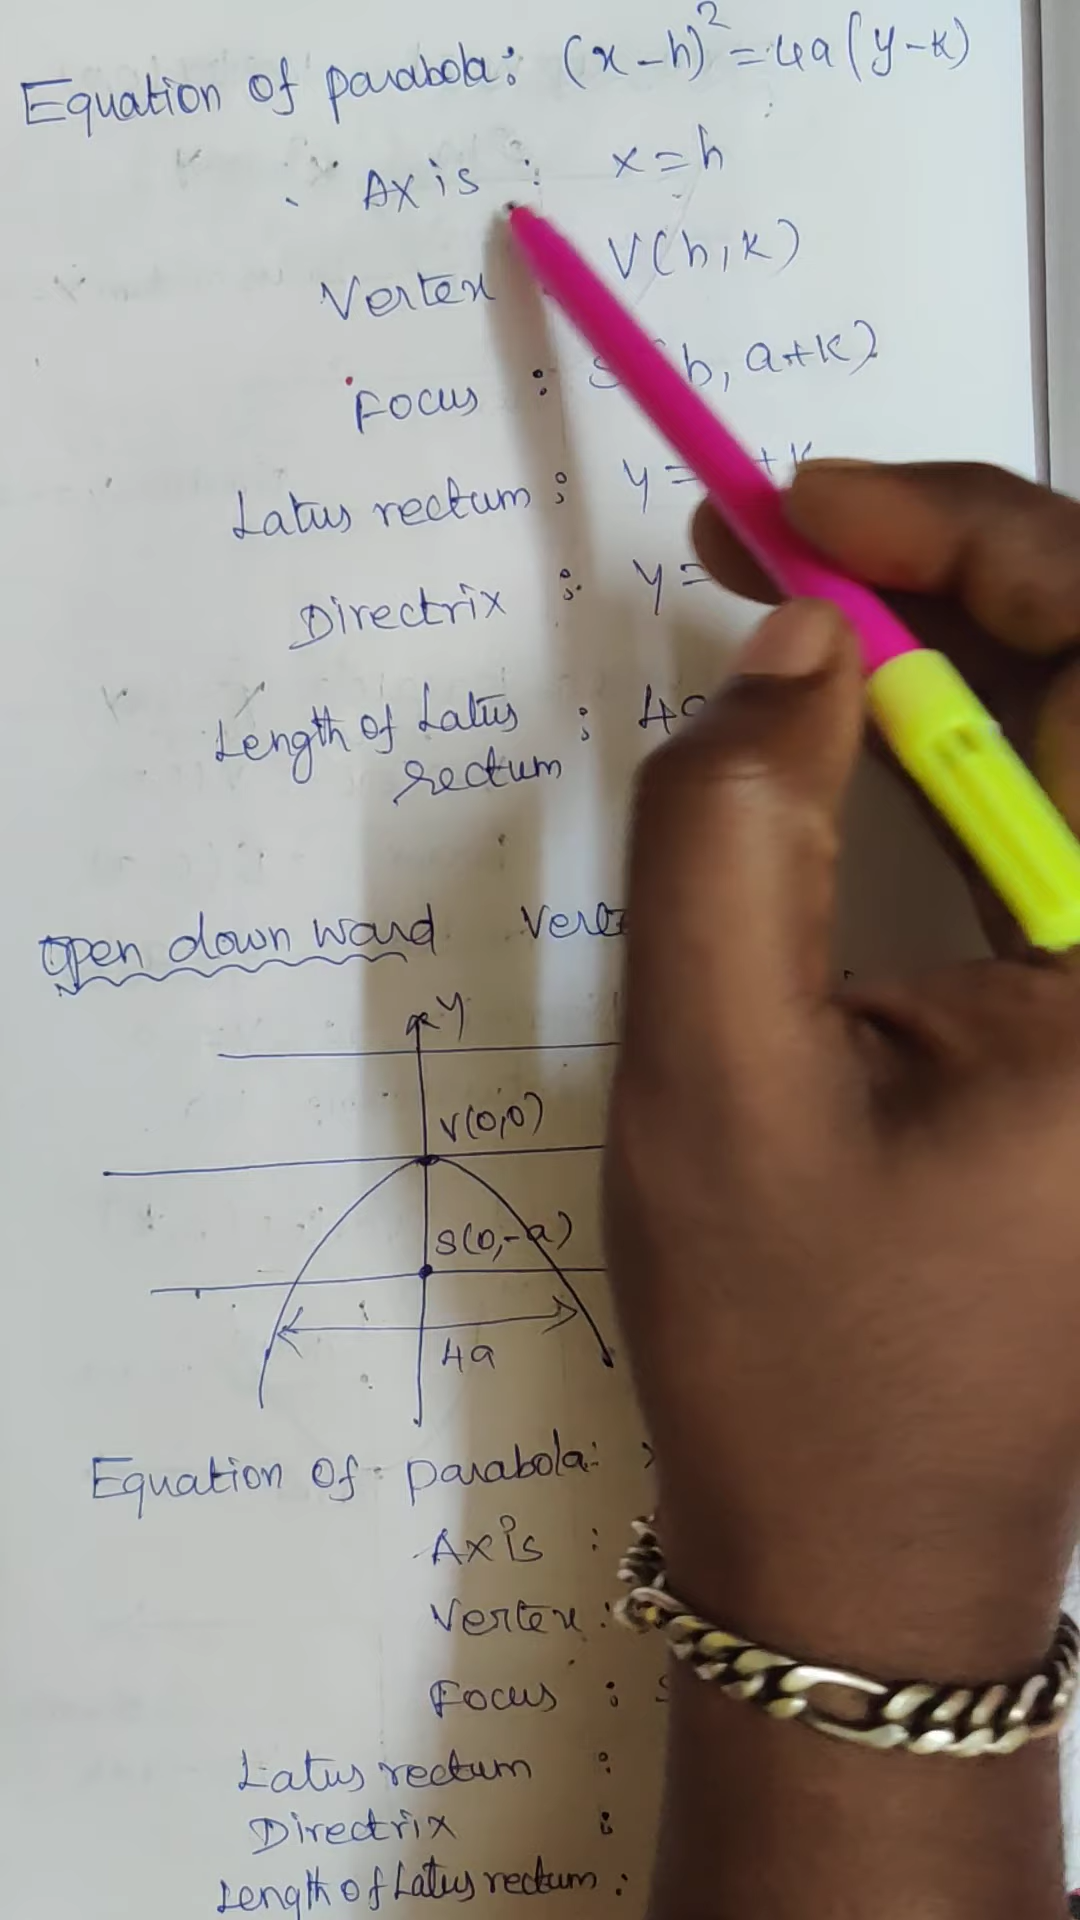 Equation of parabola: (x-h)² = 4a(y-k)
Axis : x=h
Vertex V(h,k)
Focus : S h, a+k)
Latus rectum : y= +k
Directrix : y=
Length of Latus : 4a
rectum
Open down ward
y
V(0,0)
S(0,-a)
4a
Equation Of parabola:
Axis :
Vertex :
Focus : S
Latus rectum :
Directrix :
Length of Latus rectum :